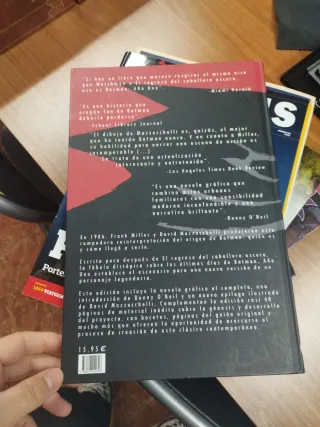 "Si hay un libro que merece respirar el mismo aire
que Watchmen y El regreso del caballero oscuro,
ese es Batman: Año Uno".
Miami Herald
"Es una historia que
ningún fan de Batman
debería perderse"
-School Library Journal
"El dibujo de Mazzucchelli es, quizás, el mejor
que ha tenido Batman nunca. Y en cuanto a Miller,
su habilidad para narrar una escena de acción es
incomparable (...)
Se trata de una actualización
interesante y entretenida".
-Los Angeles Times Book Review
"Es una novela gráfica que
cambina mitos urbanos
familiares con una sensibilidad
moderna incontenible y una
narrativa brillante".
-Denny O'Neil
En 1986, Frank Miller y David Mazzucchelli produjeron esta
rompedora reinterpretación del origen de Batman: quién es
y cómo llegó a serlo.
Escrita poco después de El regreso del caballero oscuro,
la fábula distópica sobre los últimos días de Batman, Año
Uno establece el escenario para una nueva versión de un
personaje legendario.
Esta edición incluye la novela gráfica al completo, una
introducción de Denny O'Neil y un nuevo epílogo ilustrado
de David Mazzucchelli. Complementan la edición casi 40
páginas de material inédito sobre la génesis y desarrollo
del proyecto, con bocetos, páginas del guión original y
mucho más que ofrecen la oportunidad de acercarse al
proceso de creación de este clásico contemporáneo.
15,95 €